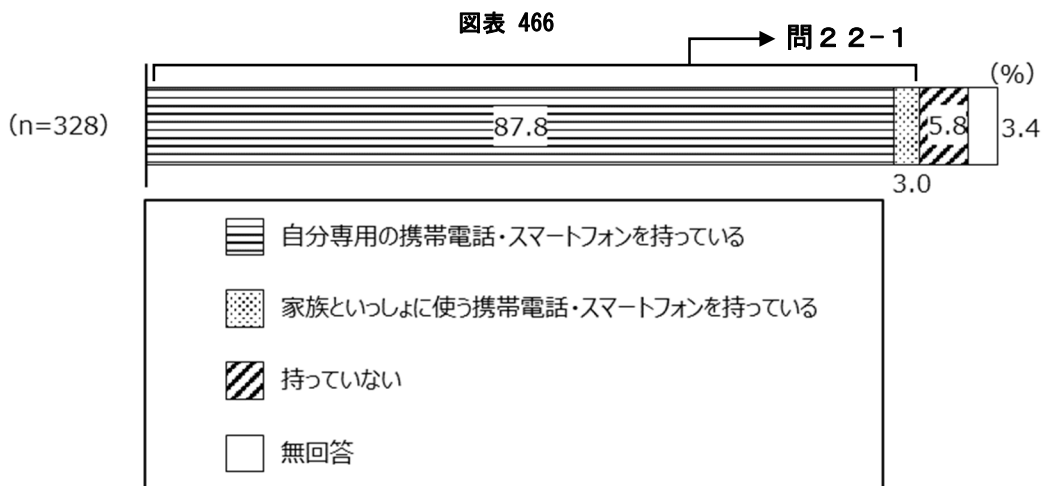 図表 466
問22-1
(%)
(n=328)
87.8
5.8
3.4
3.0
自分専用の携帯電話・スマートフォンを持っている
家族といっしょに使う携帯電話・スマートフォンを持っている
持っていない
無回答